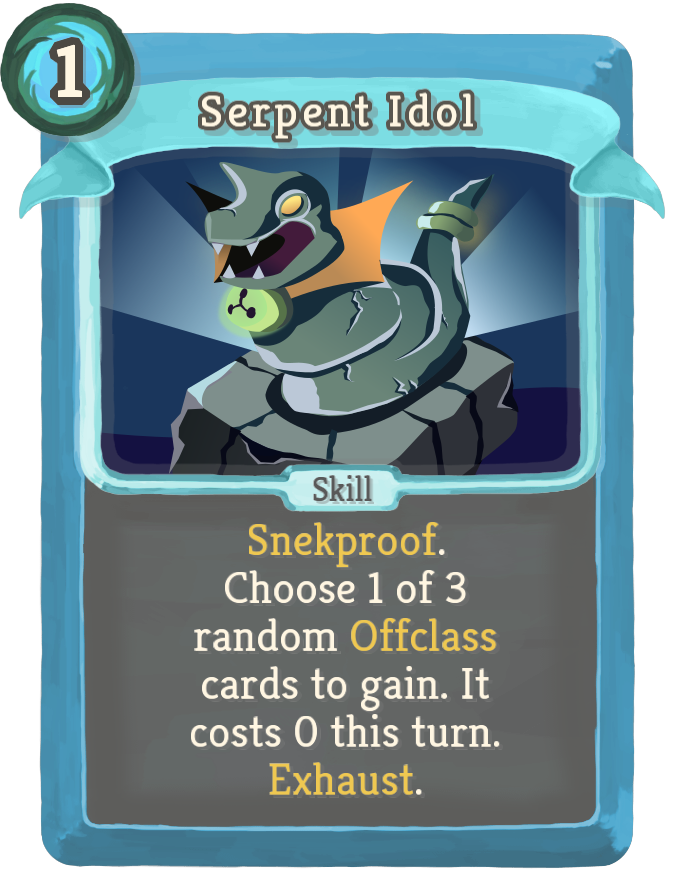 1
Serpent Idol
Skill
Snekproof.
Choose 1 of 3
random Offclass
cards to gain. It
costs 0 this turn.
Exhaust.